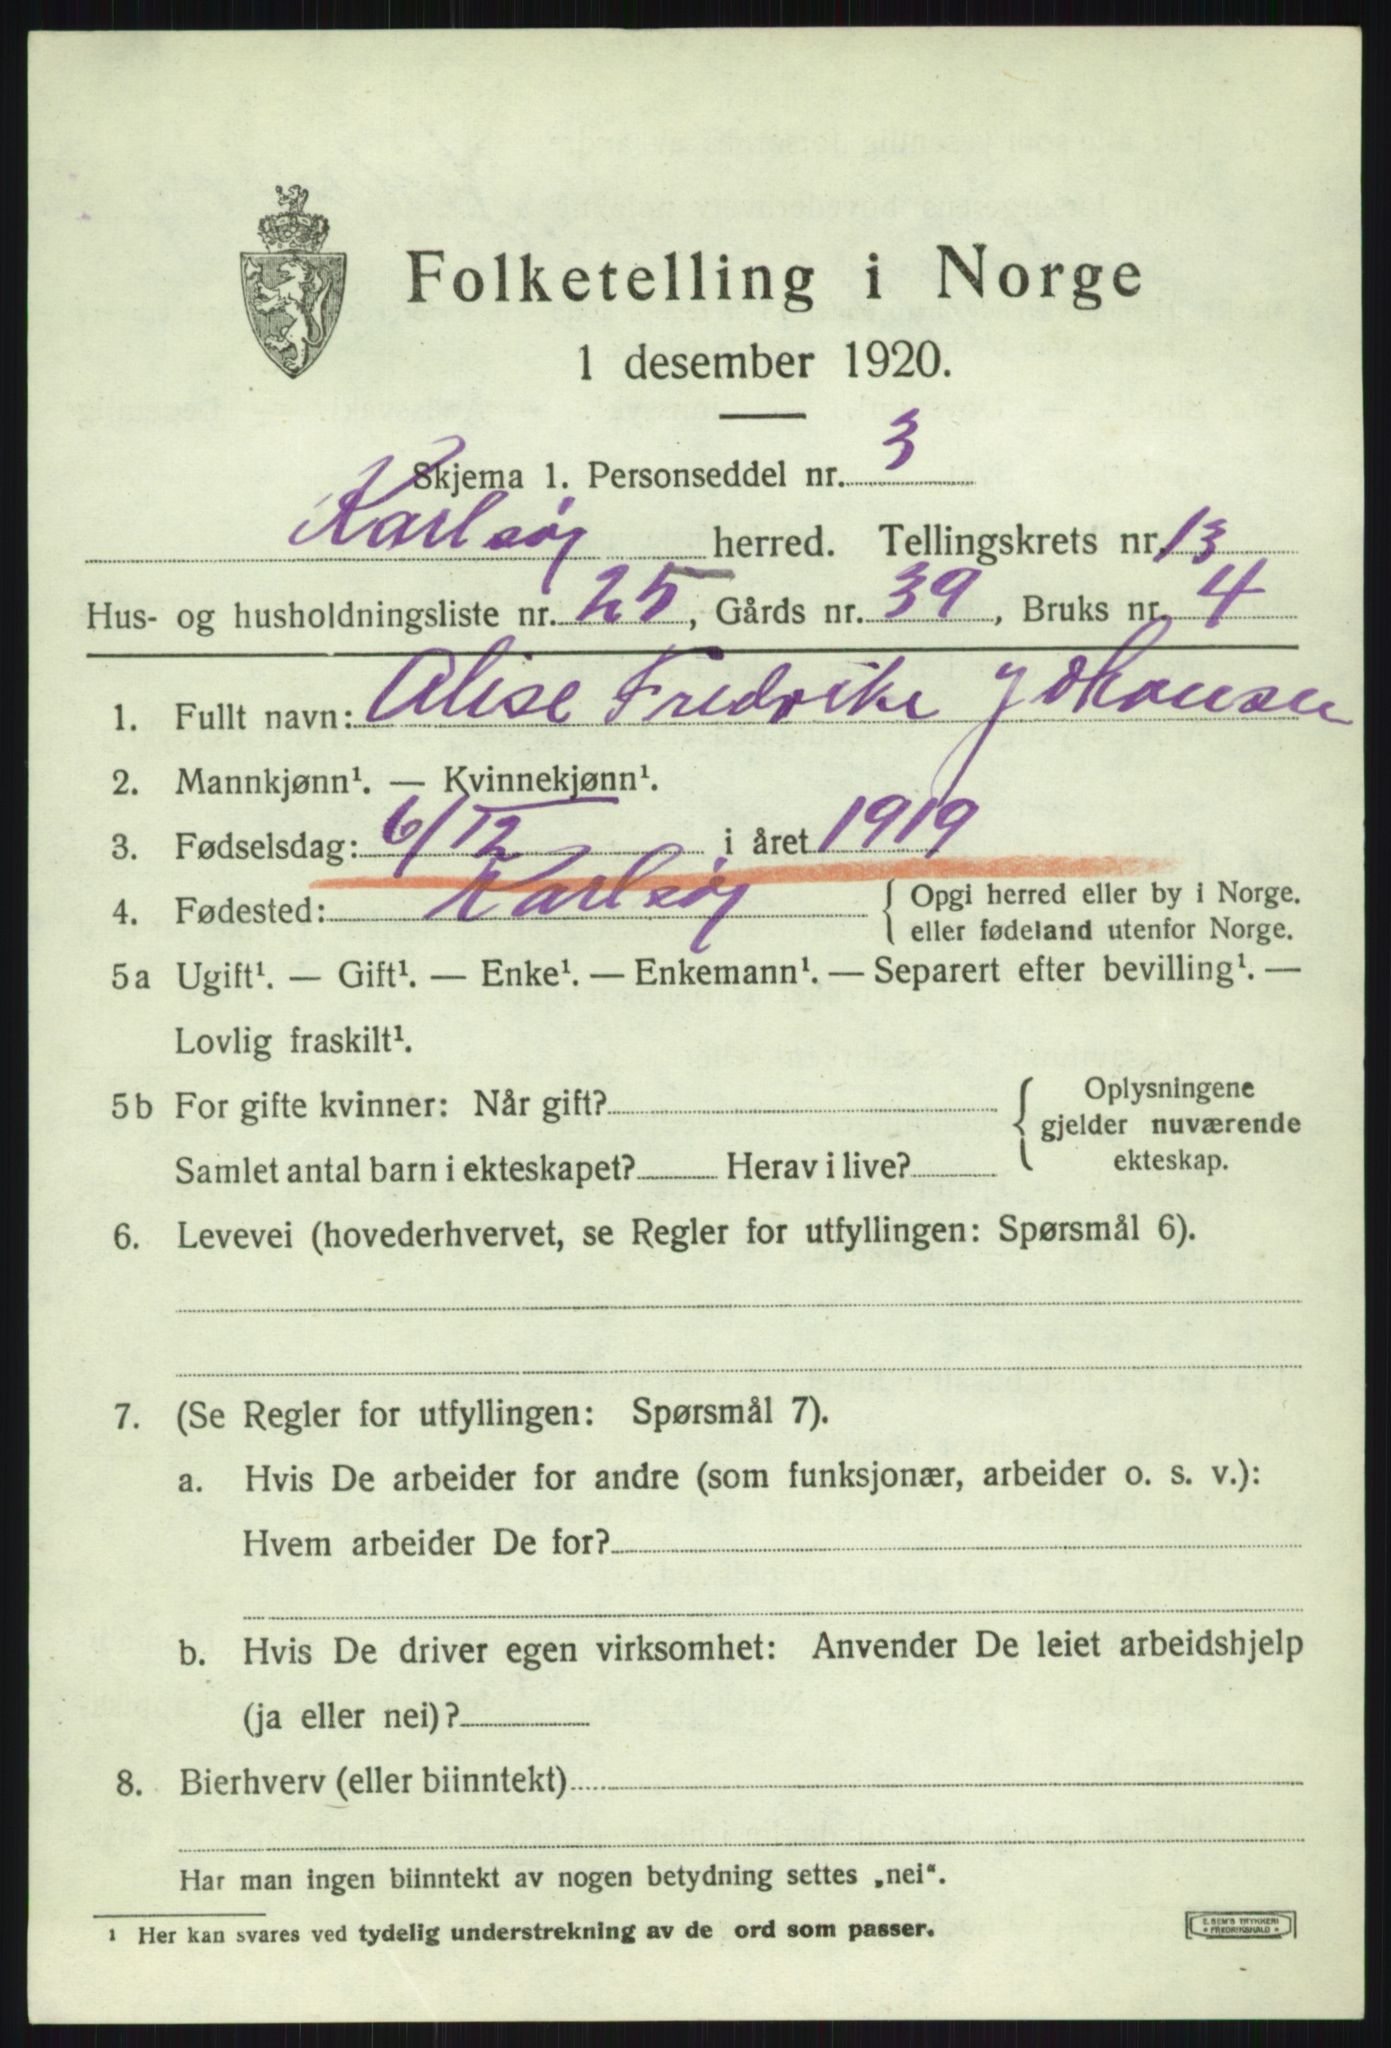 Folketelling i Norge
1 desember 1920.
Skjema 1. Personseddel nr. 3
Karlsøy herred. Tellingskrets nr. 13
Hus- og husholdningsliste nr. 25, Gårds nr. 39, Bruks nr. 4
1. Fullt navn: Alise Fredrike Johansen
2. Mannkjønn¹. — Kvinnekjønn¹.
3. Fødselsdag: 6/12 i året 1919
4. Fødested: Karlsøy { Opgi herred eller by i Norge.
eller fødeland utenfor Norge.
5a Ugift¹. — Gift¹. — Enke¹. — Enkemann¹. — Separert efter bevilling¹. —
Lovlig fraskilt¹.
5b For gifte kvinner: Når gift? { Oplysningene
gjelder nuværende
Samlet antal barn i ekteskapet? Herav i live? ekteskap.
6. Levevei (hovederhvervet, se Regler for utfyllingen: Spørsmål 6).
7. (Se Regler for utfyllingen: Spørsmål 7).
a. Hvis De arbeider for andre (som funksjonær, arbeider o. s. v.):
Hvem arbeider De for?
b. Hvis De driver egen virksomhet: Anvender De leiet arbeidshjelp
(ja eller nei)?
8. Bierhverv (eller biinntekt)
Har man ingen biinntekt av nogen betydning settes „nei“.
¹ Her kan svares ved tydelig understrekning av de ord som passer.
E. SEM'S TRYKKERI
• FREDRIKSHALD •